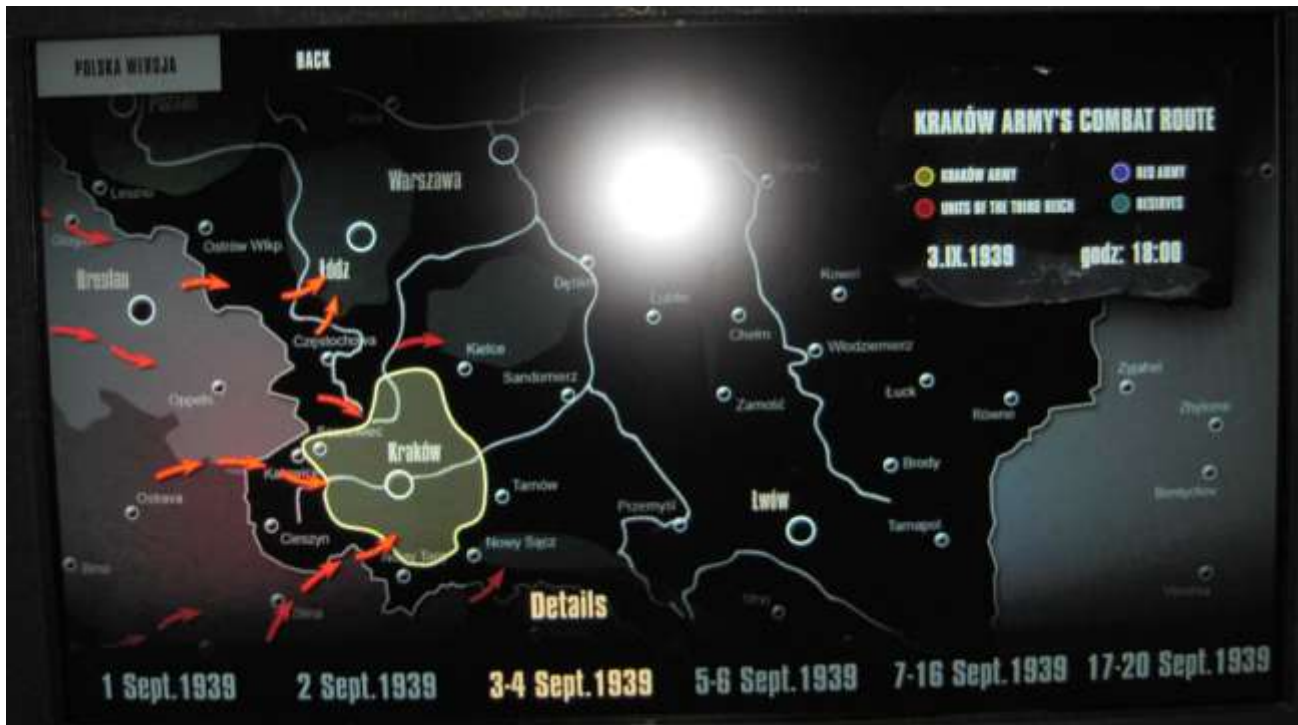 POLSKA WERSJA
BACK
KRAKÓW ARMY'S COMBAT ROUTE
KRAKÓW ARMY
RED ARMY
UNITS OF THE THIRD REICH
RESERVES
3.IX.1939
godz: 18:00
Poznań
Leszno
Warszawa
Ostrów Wlkp.
Breslau
Łódź
Dęblin
Lublin
Kowel
Chełm
Częstochowa
Kielce
Włodzimierz
Oppeln
Sandomierz
Zamość
Łuck
Równe
Kraków
Brody
Ostrava
Tarnów
Przemyśl
Lwów
Tarnopol
Cieszyn
Nowy Sącz
Stryj
Details
1 Sept.1939
2 Sept.1939
3-4 Sept.1939
5-6 Sept.1939
7-16 Sept.1939
17-20 Sept.1939